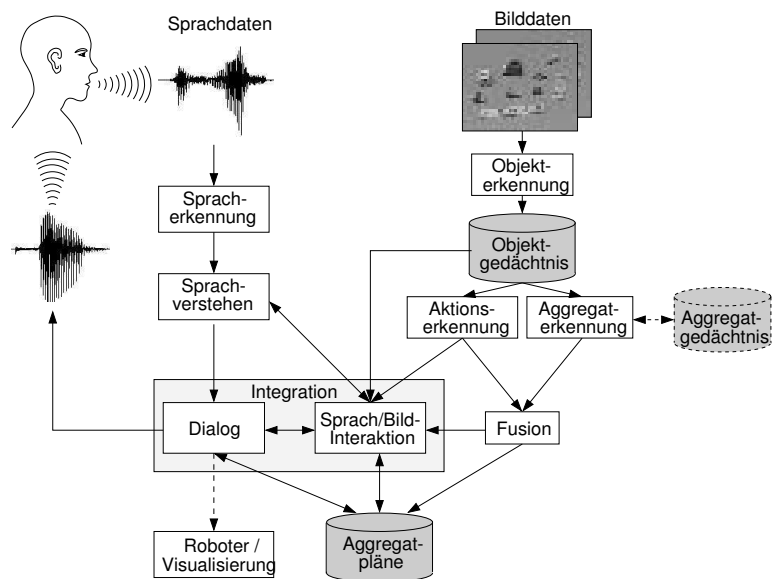 Sprachdaten
Bilddaten
Objekt-
erkennung
Sprach-
erkennung
Objekt-
gedächtnis
Sprach-
verstehen
Aktions-
erkennung
Aggregat-
erkennung
Aggregat-
gedächtnis
Integration
Dialog
Sprach/Bild-
Interaktion
Fusion
Roboter /
Visualisierung
Aggregat-
pläne